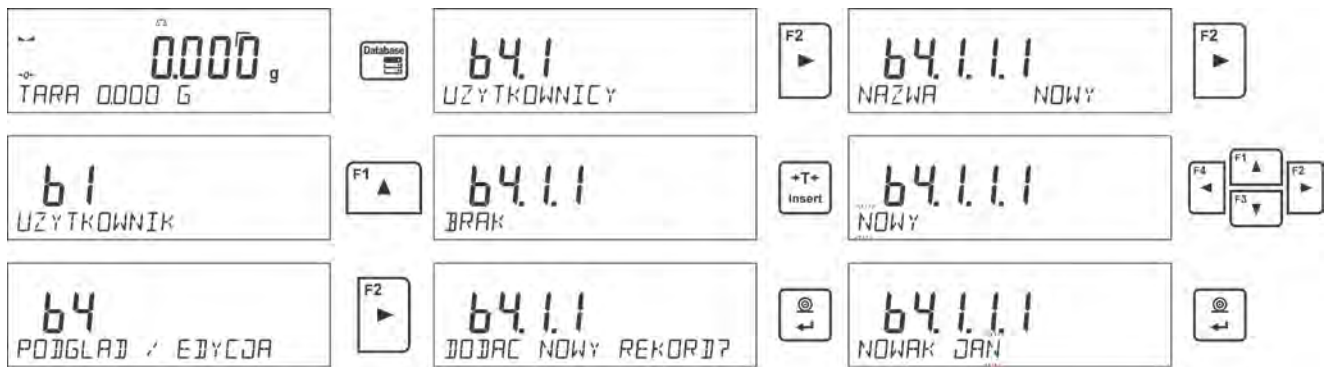 0.000 g
→0←
TARA 0.000 G
Database
b1
UZYTKOWNIK
F1 ▲
b4
PODGLAD / EDYCJA
F2 ►
b4.1
UZYTKOWNICY
F2 ►
b4.1.1
BRAK
→T←
Insert
b4.1.1
DODAC NOWY REKORD?
b4.1.1.1
NAZWA NOWY
F2 ►
b4.1.1.1
NOWY
F1 ▲
F4 ◄
F2 ►
F3 ▼
b4.1.1.1
NOWAK JAN